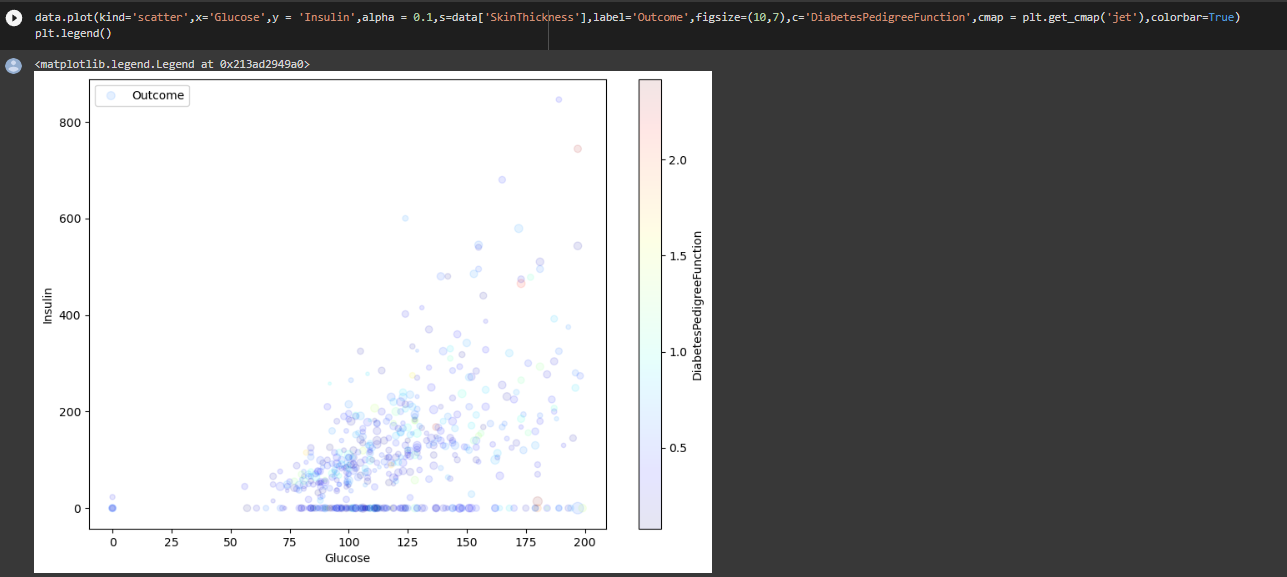 data.plot(kind='scatter',x='Glucose',y = 'Insulin',alpha = 0.1,s=data['SkinThickness'],label='Outcome',figsize=(10,7),c='DiabetesPedigreeFunction',cmap = plt.get_cmap('jet'),colorbar=True)
plt.legend()
<matplotlib.legend.Legend at 0x213ad2949a0>
Outcome
800
600
400
200
0
Insulin
0 25 50 75 100 125 150 175 200
Glucose
2.0
1.5
1.0
0.5
DiabetesPedigreeFunction